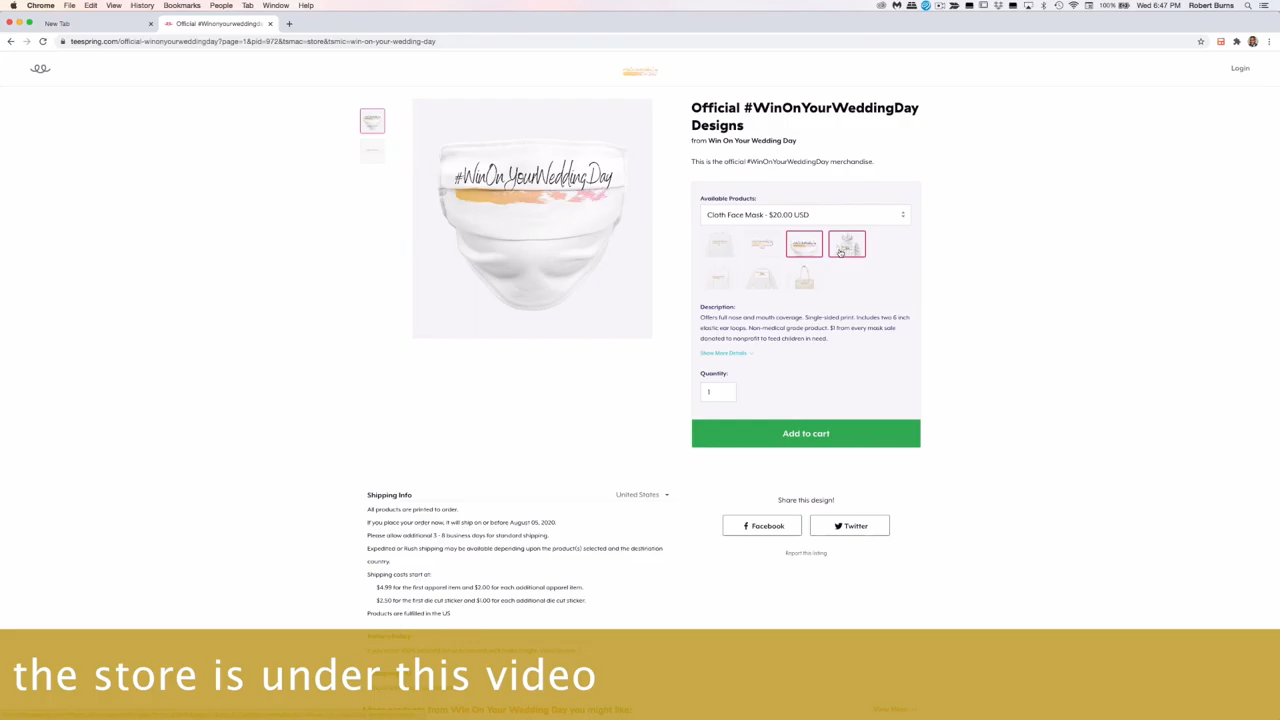 Chrome File Edit View History Bookmarks People Tab Window Help
100% Wed 6:47 PM Robert Burns
New Tab
Official #Winonyourweddingda
teespring.com/official-winonyourweddingday?page=1&pid=972&tsmac=store&tsmic=win-on-your-wedding-day
Login
Official #WinOnYourWeddingDay
Designs
from Win On Your Wedding Day
This is the official #WinOnYourWeddingDay merchandise.
#WinOnYourWeddingDay
Available Products:
Cloth Face Mask - $20.00 USD
Description:
Offers full nose and mouth coverage. Single-sided print. Includes two 6 inch
elastic ear loops. Non-medical grade product. $1 from every mask sale
donated to nonprofit to feed children in need.
Show More Details
Quantity:
1
Add to cart
Shipping Info
United States
All products are printed to order.
If you place your order now, it will ship on or before August 05, 2020.
Please allow additional 3 - 8 business days for standard shipping.
Expedited or Rush shipping may be available depending upon the product(s) selected and the destination
country.
Shipping costs start at:
$4.99 for the first apparel item and $2.00 for each additional apparel item.
$2.50 for the first die cut sticker and $1.00 for each additional die cut sticker.
Products are fulfilled in the US
Share this design!
Facebook
Twitter
Report this listing
the store is under this video
from Win On Your Wedding Day you might like: